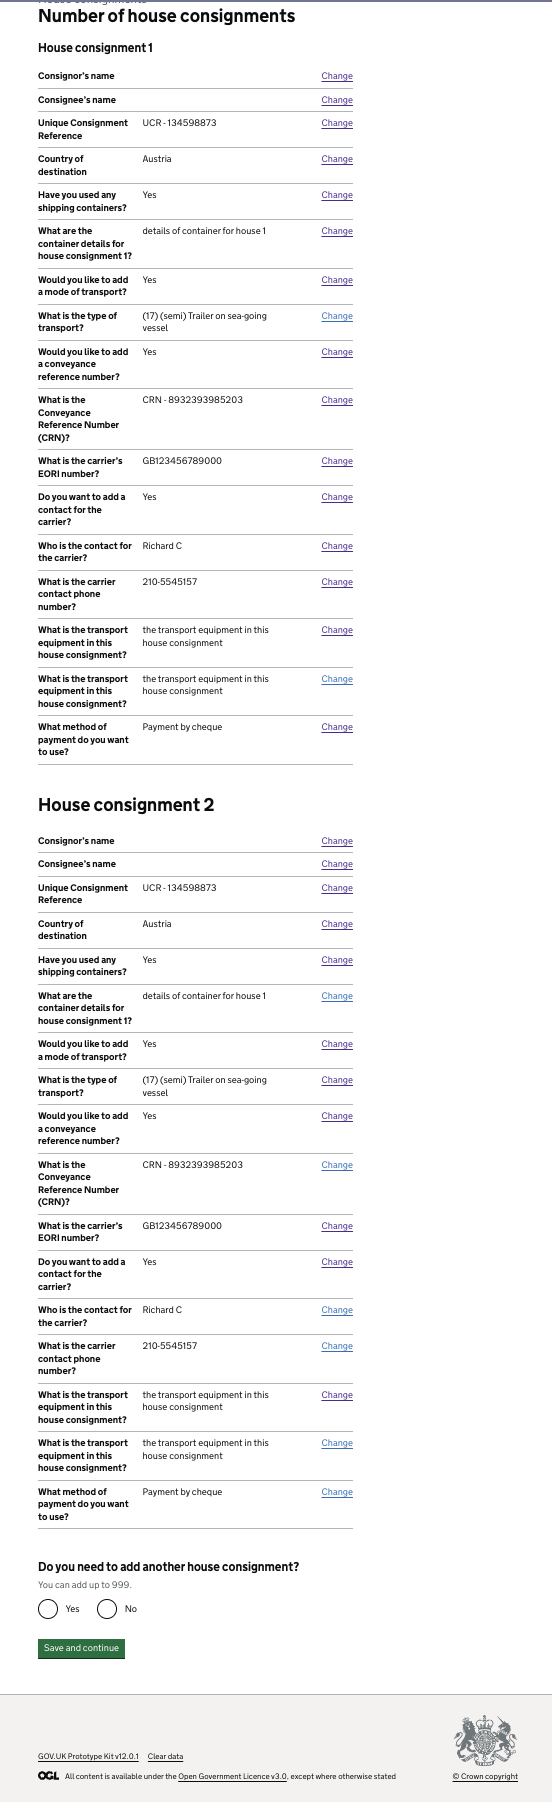 Number of house consignments
House consignment 1
Consignor's name Change
Consignee's name Change
Unique Consignment UCR - 134598873 Change
Reference
Country of Austria Change
destination
Have you used any Yes Change
shipping containers?
What are the details of container for house 1 Change
container details for
house consignment 1?
Would you like to add Yes Change
a mode of transport?
What is the type of (17) (semi) Trailer on sea-going Change
transport? vessel
Would you like to add Yes Change
a conveyance
reference number?
What is the CRN - 8932393985203 Change
Conveyance
Reference Number
(CRN)?
What is the carrier's GB123456789000 Change
EORI number?
Do you want to add a Yes Change
contact for the
carrier?
Who is the contact for Richard C Change
the carrier?
What is the carrier 210-5545157 Change
contact phone
number?
What is the transport the transport equipment in this Change
equipment in this house consignment
house consignment?
What is the transport the transport equipment in this Change
equipment in this house consignment
house consignment?
What method of Payment by cheque Change
payment do you want
to use?
House consignment 2
Consignor's name Change
Consignee's name Change
Unique Consignment UCR - 134598873 Change
Reference
Country of Austria Change
destination
Have you used any Yes Change
shipping containers?
What are the details of container for house 1 Change
container details for
house consignment 1?
Would you like to add Yes Change
a mode of transport?
What is the type of (17) (semi) Trailer on sea-going Change
transport? vessel
Would you like to add Yes Change
a conveyance
reference number?
What is the CRN - 8932393985203 Change
Conveyance
Reference Number
(CRN)?
What is the carrier's GB123456789000 Change
EORI number?
Do you want to add a Yes Change
contact for the
carrier?
Who is the contact for Richard C Change
the carrier?
What is the carrier 210-5545157 Change
contact phone
number?
What is the transport the transport equipment in this Change
equipment in this house consignment
house consignment?
What is the transport the transport equipment in this Change
equipment in this house consignment
house consignment?
What method of Payment by cheque Change
payment do you want
to use?
Do you need to add another house consignment?
You can add up to 999.
Yes No
Save and continue
GOV.UK Prototype Kit v12.0.1 Clear data
OGL All content is available under the Open Government Licence v3.0, except where otherwise stated © Crown copyright